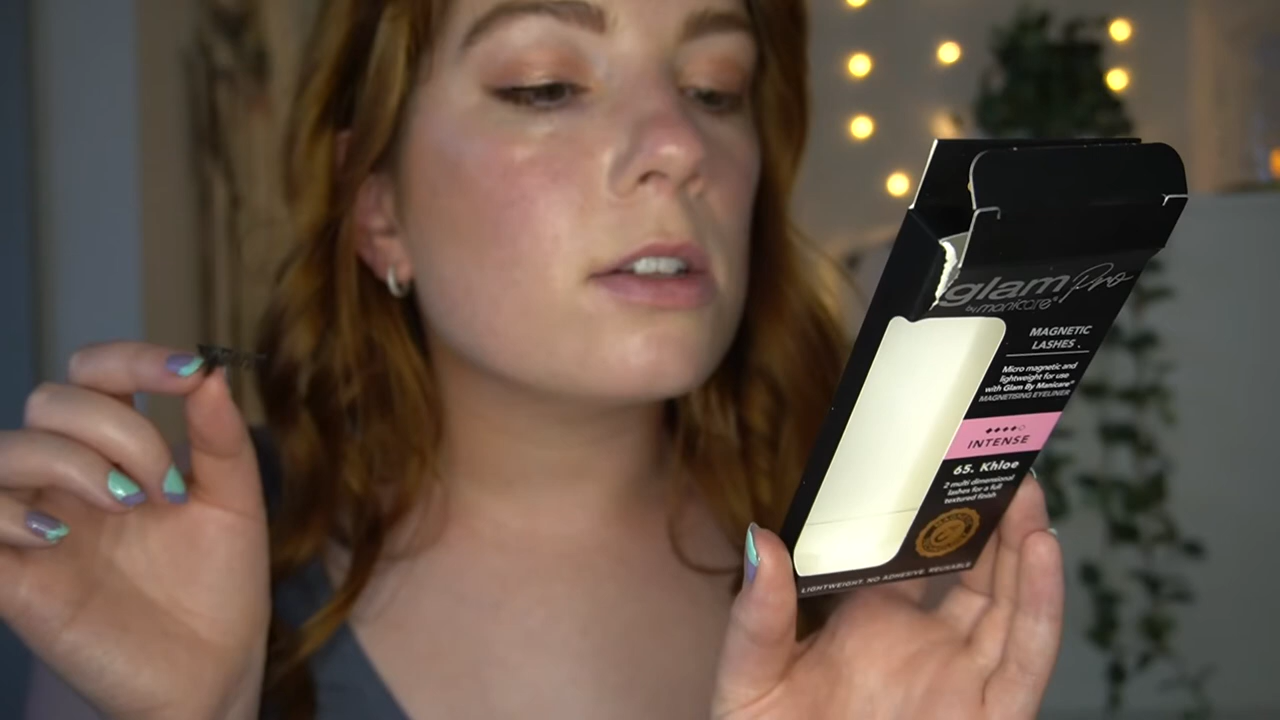 glam Pro
by manicare®
MAGNETIC
LASHES
Micro magnetic and
lightweight for use
with Glam By Manicare®
MAGNETISING EYELINER
INTENSE
65. Khloe
2 multi dimensional
lashes for a full
textured finish
LIGHTWEIGHT. NO ADHESIVE. REUSABLE